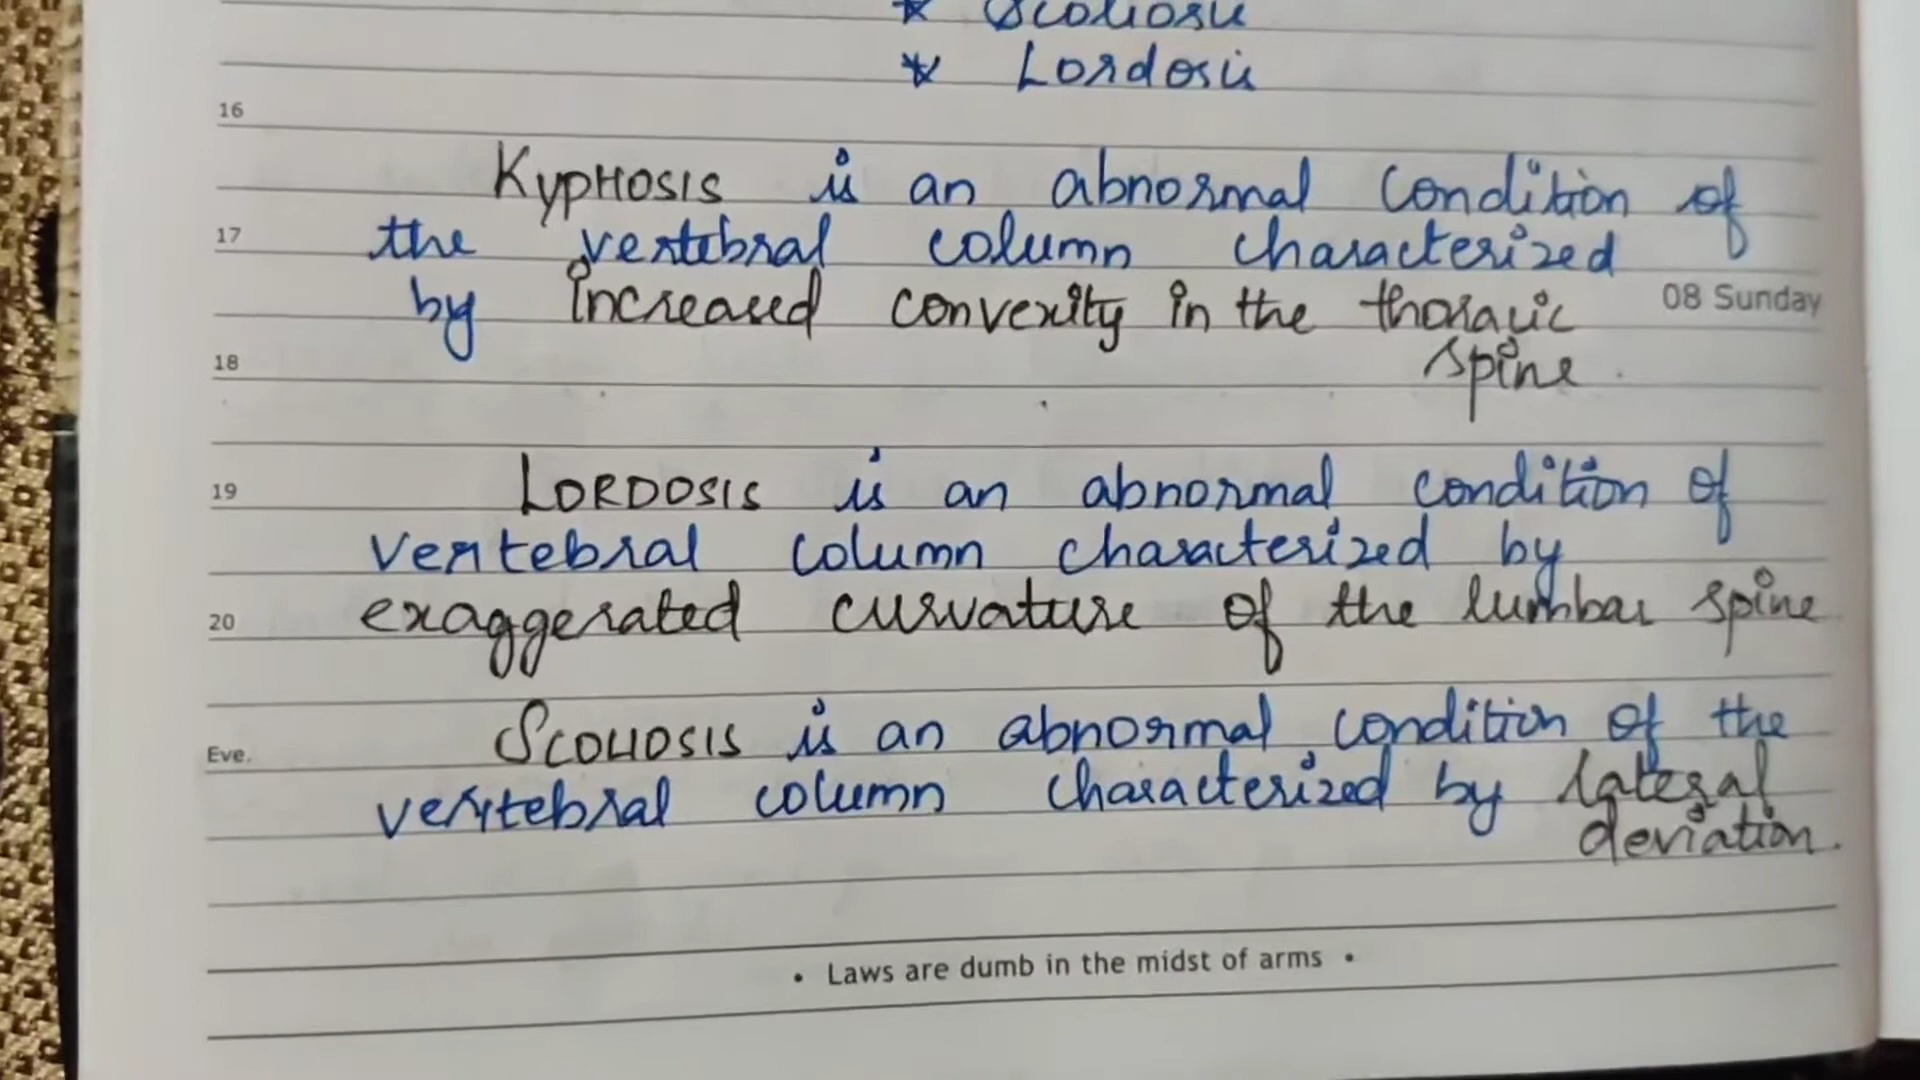 * Scoliosis
* Lordosis
16
KypHOSIS is an abnormal condition of
17 the vertebral column characterized
by increased convexity in the thoracic 08 Sunday
18 spine.
19 LORDOSIS is an abnormal condition of
vertebral column characterized by
20 exaggerated curvature of the lumbar spine
Eve. SCOLIOSIS is an abnormal condition of the
vertebral column characterized by lateral
deviation.
• Laws are dumb in the midst of arms •